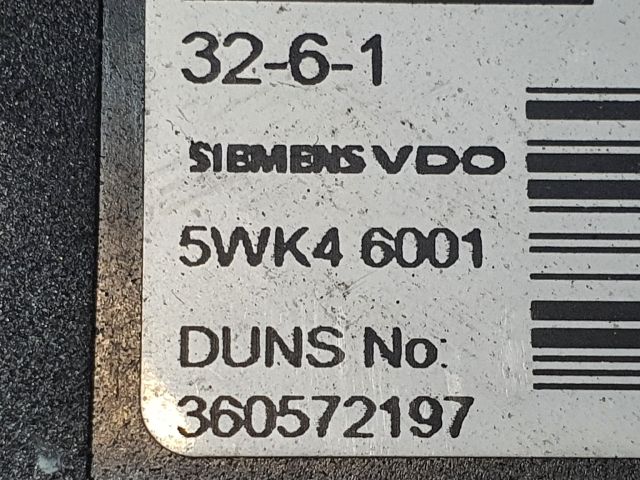 32-6-1
SIEMENS VDO
5WK4 6001
DUNS No:
360572197